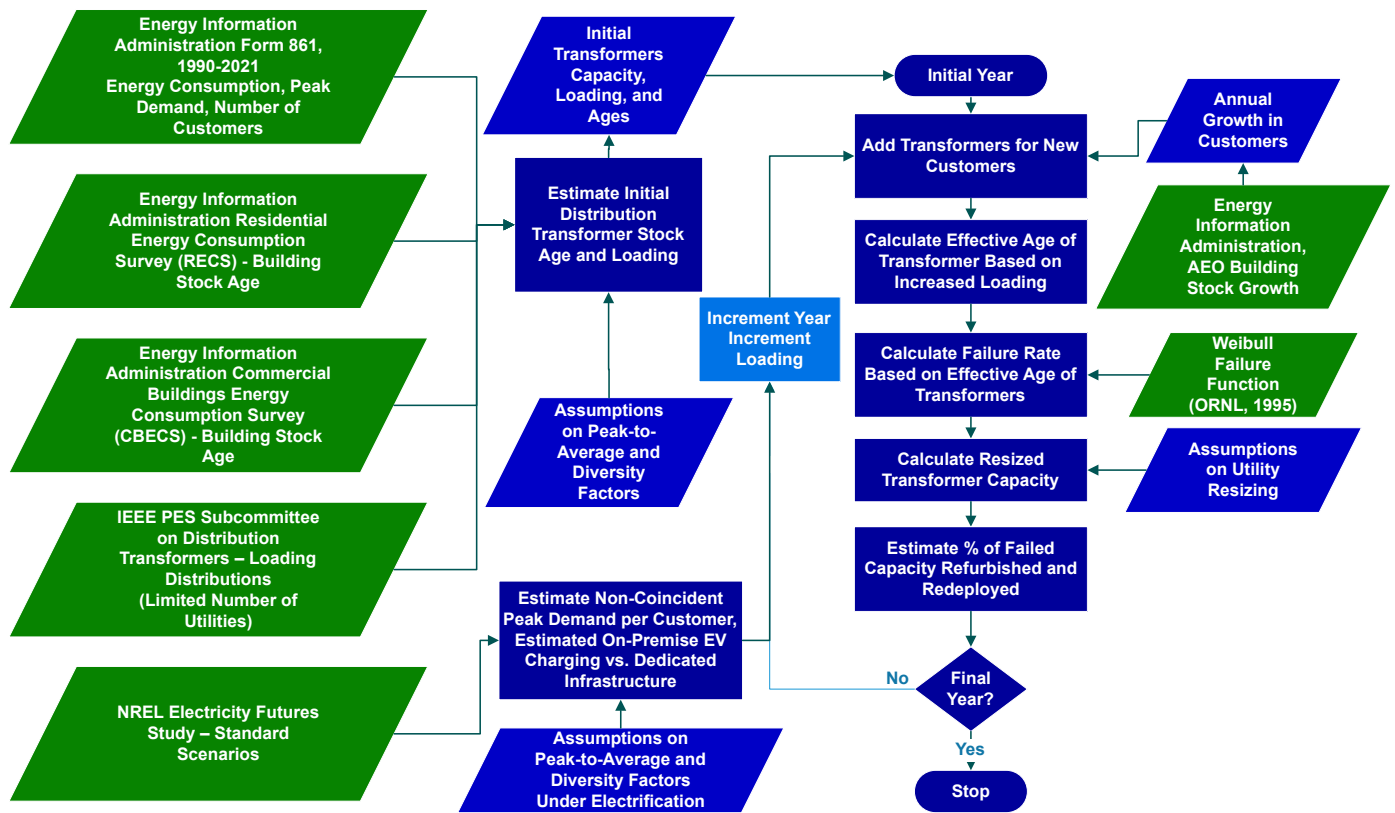 Energy Information
Administration Form 861,
1990-2021
Energy Consumption, Peak
Demand, Number of
Customers
Energy Information
Administration Residential
Energy Consumption
Survey (RECS) - Building
Stock Age
Energy Information
Administration Commercial
Buildings Energy
Consumption Survey
(CBECS) - Building Stock
Age
IEEE PES Subcommittee
on Distribution
Transformers – Loading
Distributions
(Limited Number of
Utilities)
NREL Electricity Futures
Study – Standard
Scenarios
Initial
Transformers
Capacity,
Loading, and
Ages
Estimate Initial
Distribution
Transformer Stock
Age and Loading
Assumptions
on Peak-to-
Average and
Diversity
Factors
Estimate Non-Coincident
Peak Demand per Customer,
Estimated On-Premise EV
Charging vs. Dedicated
Infrastructure
Assumptions on
Peak-to-Average and
Diversity Factors
Under Electrification
Increment Year
Increment
Loading
Initial Year
Add Transformers for New
Customers
Calculate Effective Age of
Transformer Based on
Increased Loading
Calculate Failure Rate
Based on Effective Age of
Transformers
Calculate Resized
Transformer Capacity
Estimate % of Failed
Capacity Refurbished and
Redeployed
Final
Year?
No
Yes
Stop
Annual
Growth in
Customers
Energy
Information
Administration,
AEO Building
Stock Growth
Weibull
Failure
Function
(ORNL, 1995)
Assumptions
on Utility
Resizing